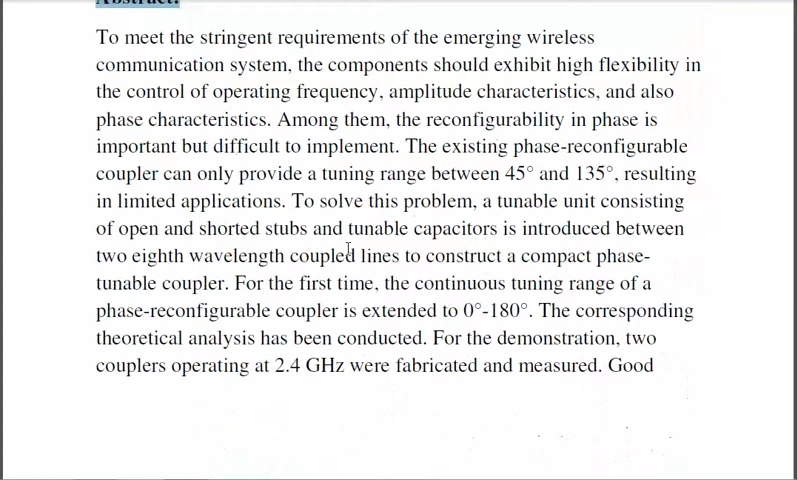 Abstract:
To meet the stringent requirements of the emerging wireless
communication system, the components should exhibit high flexibility in
the control of operating frequency, amplitude characteristics, and also
phase characteristics. Among them, the reconfigurability in phase is
important but difficult to implement. The existing phase-reconfigurable
coupler can only provide a tuning range between 45° and 135°, resulting
in limited applications. To solve this problem, a tunable unit consisting
of open and shorted stubs and tunable capacitors is introduced between
two eighth wavelength coupled lines to construct a compact phase-
tunable coupler. For the first time, the continuous tuning range of a
phase-reconfigurable coupler is extended to 0°-180°. The corresponding
theoretical analysis has been conducted. For the demonstration, two
couplers operating at 2.4 GHz were fabricated and measured. Good